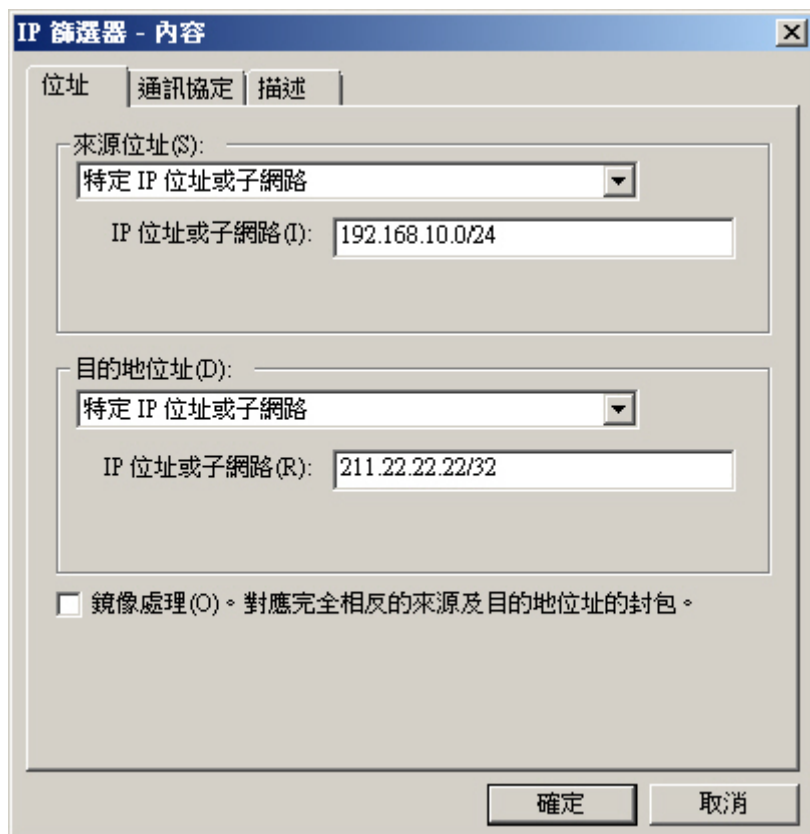 IP 篩選器 - 內容
位址 通訊協定 描述
來源位址(S):
特定 IP 位址或子網路
IP 位址或子網路(I): 192.168.10.0/24
目的地位址(D):
特定 IP 位址或子網路
IP 位址或子網路(R): 211.22.22.22/32
鏡像處理(O)。對應完全相反的來源及目的地位址的封包。
確定 取消